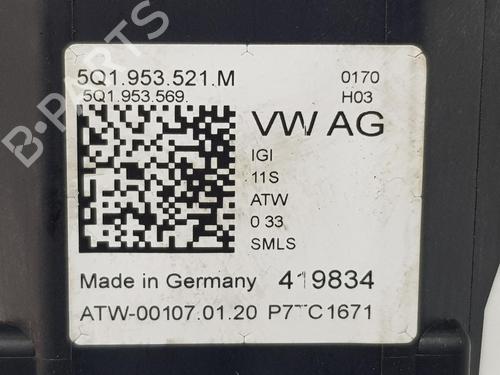 5Q1.953.521.M 0170
5Q1.953.569. H03
VW AG
IGI
11S
ATW
0 33
SMLS
Made in Germany 419834
ATW-00107.01.20 P7TC1671
B-PARTS